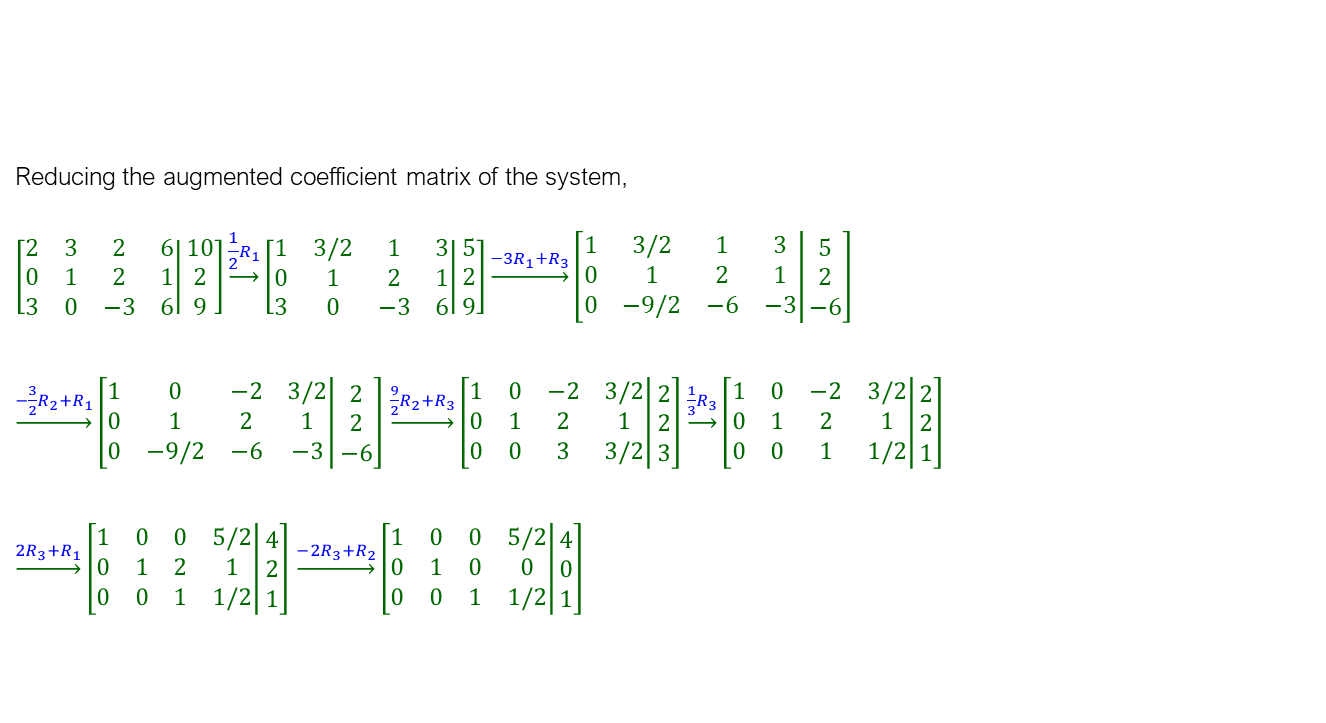 Reducing the augmented coefficient matrix of the system,
[2 3 2 6 | 10; 0 1 2 1 | 2; 3 0 −3 6 | 9] 1/2 R₁ → [1 3/2 1 3 | 5; 0 1 2 1 | 2; 3 0 −3 6 | 9] −3R₁+R₃ → [1 3/2 1 3 | 5; 0 1 2 1 | 2; 0 −9/2 −6 −3 | −6]
−3/2 R₂+R₁ → [1 0 −2 3/2 | 2; 0 1 2 1 | 2; 0 −9/2 −6 −3 | −6] 9/2 R₂+R₃ → [1 0 −2 3/2 | 2; 0 1 2 1 | 2; 0 0 3 3/2 | 3] 1/3 R₃ → [1 0 −2 3/2 | 2; 0 1 2 1 | 2; 0 0 1 1/2 | 1]
2R₃+R₁ → [1 0 0 5/2 | 4; 0 1 2 1 | 2; 0 0 1 1/2 | 1] −2R₃+R₂ → [1 0 0 5/2 | 4; 0 1 0 0 | 0; 0 0 1 1/2 | 1]